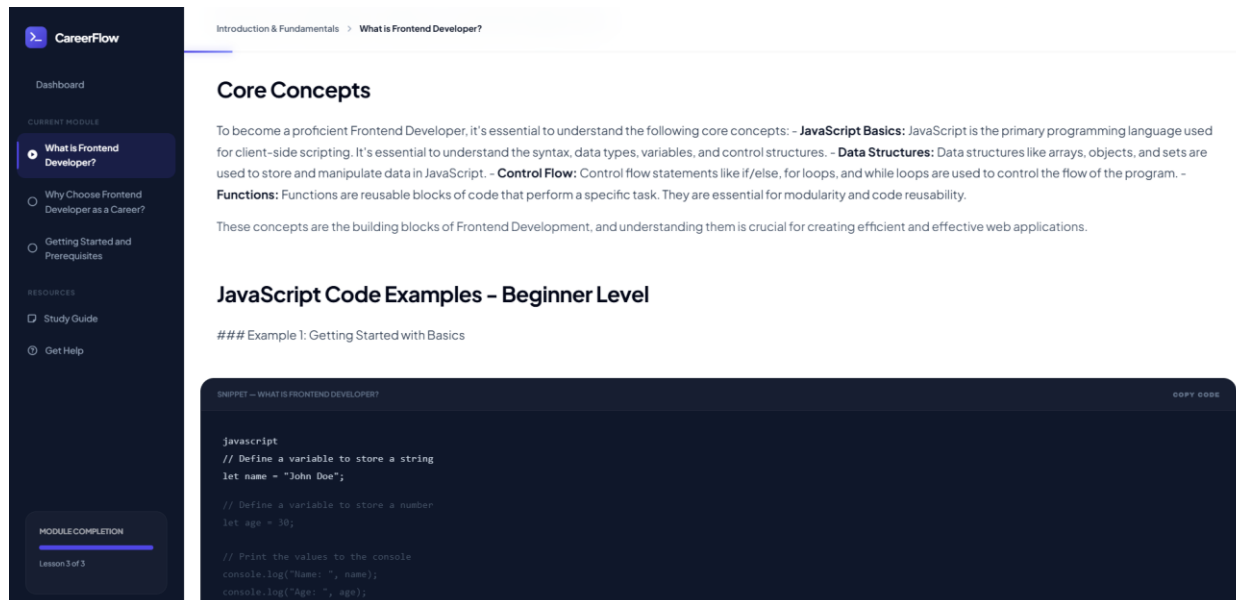 CareerFlow
Dashboard
CURRENT MODULE
What is Frontend
Developer?
Why Choose Frontend
Developer as a Career?
Getting Started and
Prerequisites
RESOURCES
Study Guide
Get Help
MODULE COMPLETION
Lesson 3 of 3
Introduction & Fundamentals > What is Frontend Developer?
Core Concepts
To become a proficient Frontend Developer, it's essential to understand the following core concepts: - JavaScript Basics: JavaScript is the primary programming language used
for client-side scripting. It's essential to understand the syntax, data types, variables, and control structures. - Data Structures: Data structures like arrays, objects, and sets are
used to store and manipulate data in JavaScript. - Control Flow: Control flow statements like if/else, for loops, and while loops are used to control the flow of the program. -
Functions: Functions are reusable blocks of code that perform a specific task. They are essential for modularity and code reusability.
These concepts are the building blocks of Frontend Development, and understanding them is crucial for creating efficient and effective web applications.
JavaScript Code Examples – Beginner Level
### Example 1: Getting Started with Basics
SNIPPET — WHAT IS FRONTEND DEVELOPER?
COPY CODE
javascript
// Define a variable to store a string
let name = "John Doe";
// Define a variable to store a number
let age = 30;
// Print the values to the console
console.log("Name: ", name);
console.log("Age: ", age);